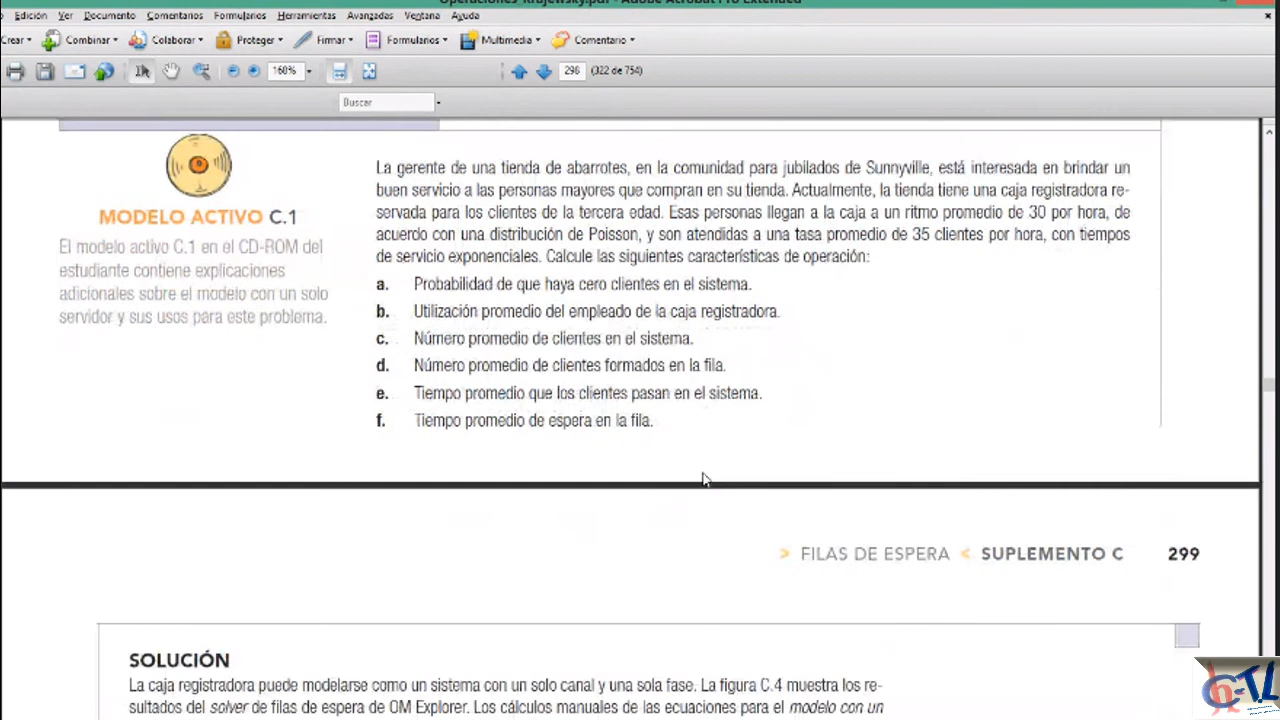 Operaciones_Krajewsky.pdf - Adobe Acrobat Pro Extended
Edición Ver Documento Comentarios Formularios Herramientas Avanzadas Ventana Ayuda
Crear Combinar Colaborar Proteger Firmar Formularios Multimedia Comentario
160% 298 (322 de 754)
Buscar
La gerente de una tienda de abarrotes, en la comunidad para jubilados de Sunnyville, está interesada en brindar un
buen servicio a las personas mayores que compran en su tienda. Actualmente, la tienda tiene una caja registradora re-
servada para los clientes de la tercera edad. Esas personas llegan a la caja a un ritmo promedio de 30 por hora, de
acuerdo con una distribución de Poisson, y son atendidas a una tasa promedio de 35 clientes por hora, con tiempos
de servicio exponenciales. Calcule las siguientes características de operación:
a. Probabilidad de que haya cero clientes en el sistema.
b. Utilización promedio del empleado de la caja registradora.
c. Número promedio de clientes en el sistema.
d. Número promedio de clientes formados en la fila.
e. Tiempo promedio que los clientes pasan en el sistema.
f. Tiempo promedio de espera en la fila.
MODELO ACTIVO C.1
El modelo activo C.1 en el CD-ROM del
estudiante contiene explicaciones
adicionales sobre el modelo con un solo
servidor y sus usos para este problema.
> FILAS DE ESPERA < SUPLEMENTO C 299
SOLUCIÓN
La caja registradora puede modelarse como un sistema con un solo canal y una sola fase. La figura C.4 muestra los re-
sultados del solver de filas de espera de OM Explorer. Los cálculos manuales de las ecuaciones para el modelo con un